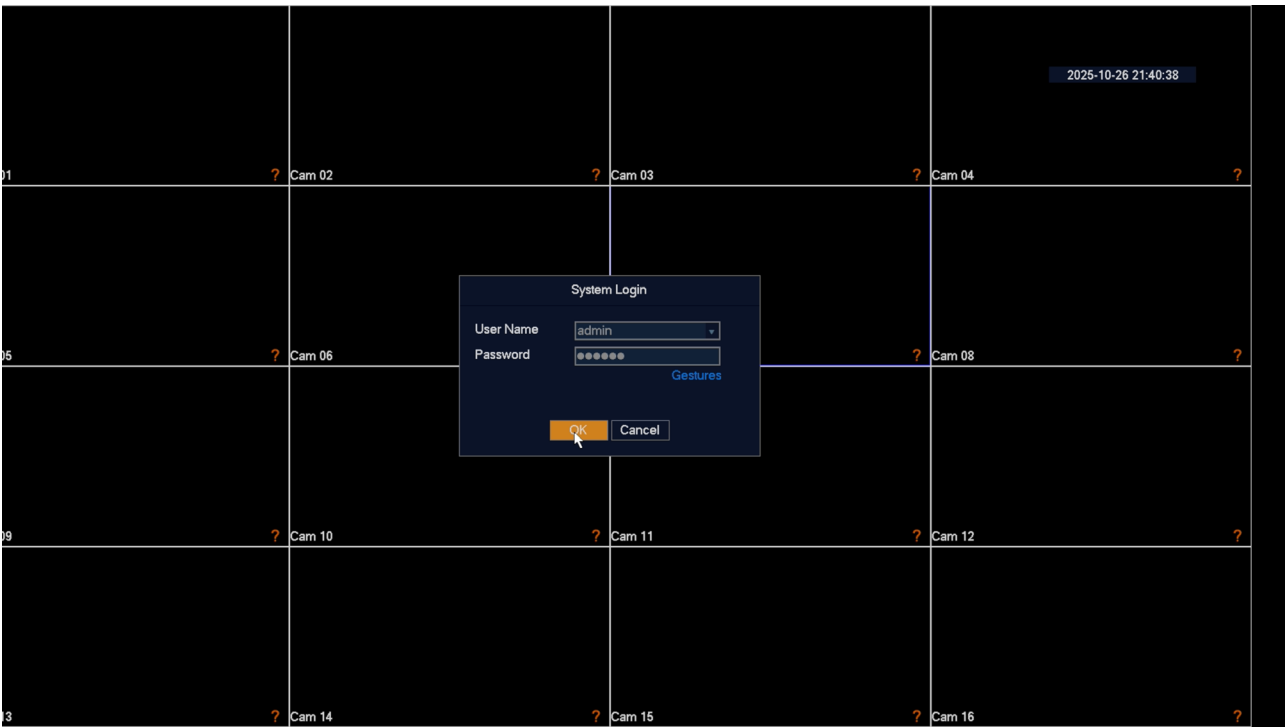 2025-10-26 21:40:38
01 ? Cam 02 ? Cam 03 ? Cam 04 ?
System Login
User Name admin
Password ●●●●●●
Gestures
05 ? Cam 06 ? Cam 08 ?
OK Cancel
09 ? Cam 10 ? Cam 11 ? Cam 12 ?
13 ? Cam 14 ? Cam 15 ? Cam 16 ?